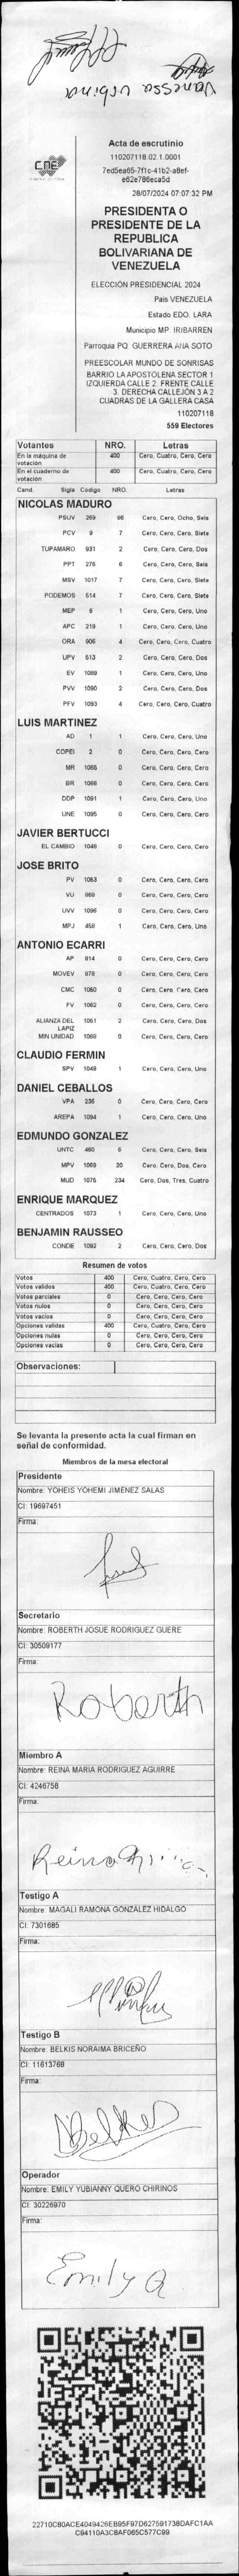 Vanessa Urbina
CNE
Acta de escrutinio
110207118.02.1.0001
7ed5ea65-7f1c-41b2-a8ef-
e62e786eca5d
28/07/2024 07:07:32 PM
PRESIDENTA O
PRESIDENTE DE LA
REPUBLICA
BOLIVARIANA DE
VENEZUELA
ELECCIÓN PRESIDENCIAL 2024
País VENEZUELA
Estado EDO. LARA
Municipio MP. IRIBARREN
Parroquia PQ. GUERRERA ANA SOTO
PREESCOLAR MUNDO DE SONRISAS
BARRIO LA APOSTOLENA SECTOR 1
IZQUIERDA CALLE 2. FRENTE CALLE
3. DERECHA CALLEJÓN 3 A 2
CUADRAS DE LA GALLERA CASA
110207118
559 Electores
Votantes NRO. Letras
En la máquina de votación 400 Cero, Cuatro, Cero, Cero
En el cuaderno de votación 400 Cero, Cuatro, Cero, Cero
Cand. Sigla Código NRO. Letras
NICOLAS MADURO
PSUV 269 86 Cero, Cero, Ocho, Seis
PCV 9 7 Cero, Cero, Cero, Siete
TUPAMARO 931 2 Cero, Cero, Cero, Dos
PPT 276 6 Cero, Cero, Cero, Seis
MSV 1017 7 Cero, Cero, Cero, Siete
PODEMOS 514 7 Cero, Cero, Cero, Siete
MEP 6 1 Cero, Cero, Cero, Uno
APC 219 1 Cero, Cero, Cero, Uno
ORA 906 4 Cero, Cero, Cero, Cuatro
UPV 513 2 Cero, Cero, Cero, Dos
EV 1089 1 Cero, Cero, Cero, Uno
PVV 1090 2 Cero, Cero, Cero, Dos
PFV 1093 4 Cero, Cero, Cero, Cuatro
LUIS MARTINEZ
AD 1 1 Cero, Cero, Cero, Uno
COPEI 2 0 Cero, Cero, Cero, Cero
MR 1065 0 Cero, Cero, Cero, Cero
BR 1066 0 Cero, Cero, Cero, Cero
DDP 1091 1 Cero, Cero, Cero, Uno
UNE 1095 0 Cero, Cero, Cero, Cero
JAVIER BERTUCCI
EL CAMBIO 1046 0 Cero, Cero, Cero, Cero
JOSE BRITO
PV 1053 0 Cero, Cero, Cero, Cero
VU 868 0 Cero, Cero, Cero, Cero
UVV 1096 0 Cero, Cero, Cero, Cero
MPJ 458 1 Cero, Cero, Cero, Uno
ANTONIO ECARRI
AP 814 0 Cero, Cero, Cero, Cero
MOVEV 878 0 Cero, Cero, Cero, Cero
CMC 1050 0 Cero, Cero, Cero, Cero
FV 1052 0 Cero, Cero, Cero, Cero
ALIANZA DEL LAPIZ 1051 2 Cero, Cero, Cero, Dos
MIN UNIDAD 1068 0 Cero, Cero, Cero, Cero
CLAUDIO FERMIN
SPV 1049 1 Cero, Cero, Cero, Uno
DANIEL CEBALLOS
VPA 236 0 Cero, Cero, Cero, Cero
AREPA 1094 1 Cero, Cero, Cero, Uno
EDMUNDO GONZALEZ
UNTC 460 6 Cero, Cero, Cero, Seis
MPV 1069 20 Cero, Cero, Dos, Cero
MUD 1075 234 Cero, Dos, Tres, Cuatro
ENRIQUE MARQUEZ
CENTRADOS 1073 1 Cero, Cero, Cero, Uno
BENJAMIN RAUSSEO
CONDE 1092 2 Cero, Cero, Cero, Dos
Resumen de votos
Votos 400 Cero, Cuatro, Cero, Cero
Votos validos 400 Cero, Cuatro, Cero, Cero
Votos parciales 0 Cero, Cero, Cero, Cero
Votos nulos 0 Cero, Cero, Cero, Cero
Votos vacios 0 Cero, Cero, Cero, Cero
Opciones validas 400 Cero, Cuatro, Cero, Cero
Opciones nulas 0 Cero, Cero, Cero, Cero
Opciones vacías 0 Cero, Cero, Cero, Cero
Observaciones:
Se levanta la presente acta la cual firman en
señal de conformidad.
Miembros de la mesa electoral
Presidente
Nombre: YOHEIS YOHEMI JIMENEZ SALAS
CI: 19697451
Firma:
Secretario
Nombre: ROBERTH JOSUE RODRIGUEZ GUERE
CI: 30509177
Firma:
Roberth
Miembro A
Nombre: REINA MARIA RODRIGUEZ AGUIRRE
CI: 4246758
Firma:
Reina
Testigo A
Nombre: MAGALI RAMONA GONZÁLEZ HIDALGO
CI: 7301685
Firma:
Testigo B
Nombre: BELKIS NORAIMA BRICEÑO
CI: 11613768
Firma:
Belkis
Operador
Nombre: EMILY YUBIANNY QUERO CHIRINOS
CI: 30226970
Firma:
Emily Q
22710C80ACE4049426EB95F97D627591738DAFC1AA
C94110A3C8AF065C577C99